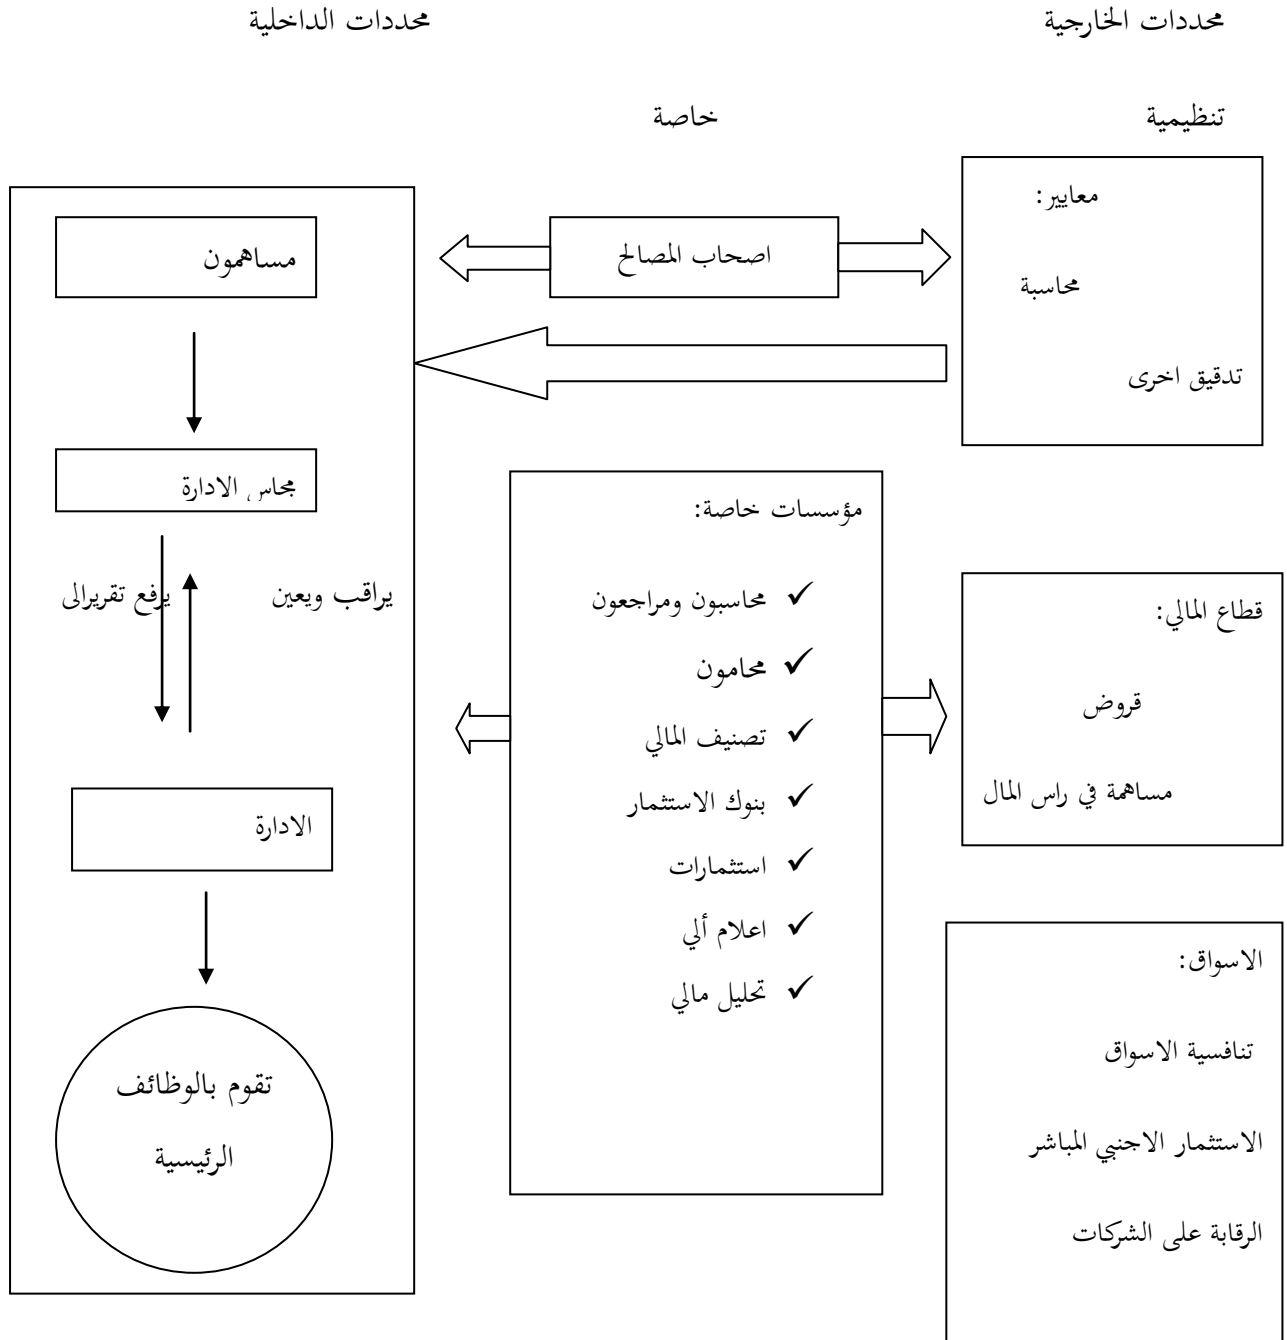 محددات الخارجية
محددات الداخلية
تنظيمية
خاصة
معايير:
محاسبة
تدقيق اخرى
اصحاب المصالح
مساهمون
مجلس الادارة
يراقب ويعين
يرفع تقريرالى
الادارة
تقوم بالوظائف
الرئيسية
مؤسسات خاصة:
✓ محاسبون ومراجعون
✓ محامون
✓ تصنيف المالي
✓ بنوك الاستثمار
✓ استثمارات
✓ اعلام ألي
✓ تحليل مالي
قطاع المالي:
قروض
مساهمة في راس المال
الاسواق:
تنافسية الاسواق
الاستثمار الاجنبي المباشر
الرقابة على الشركات